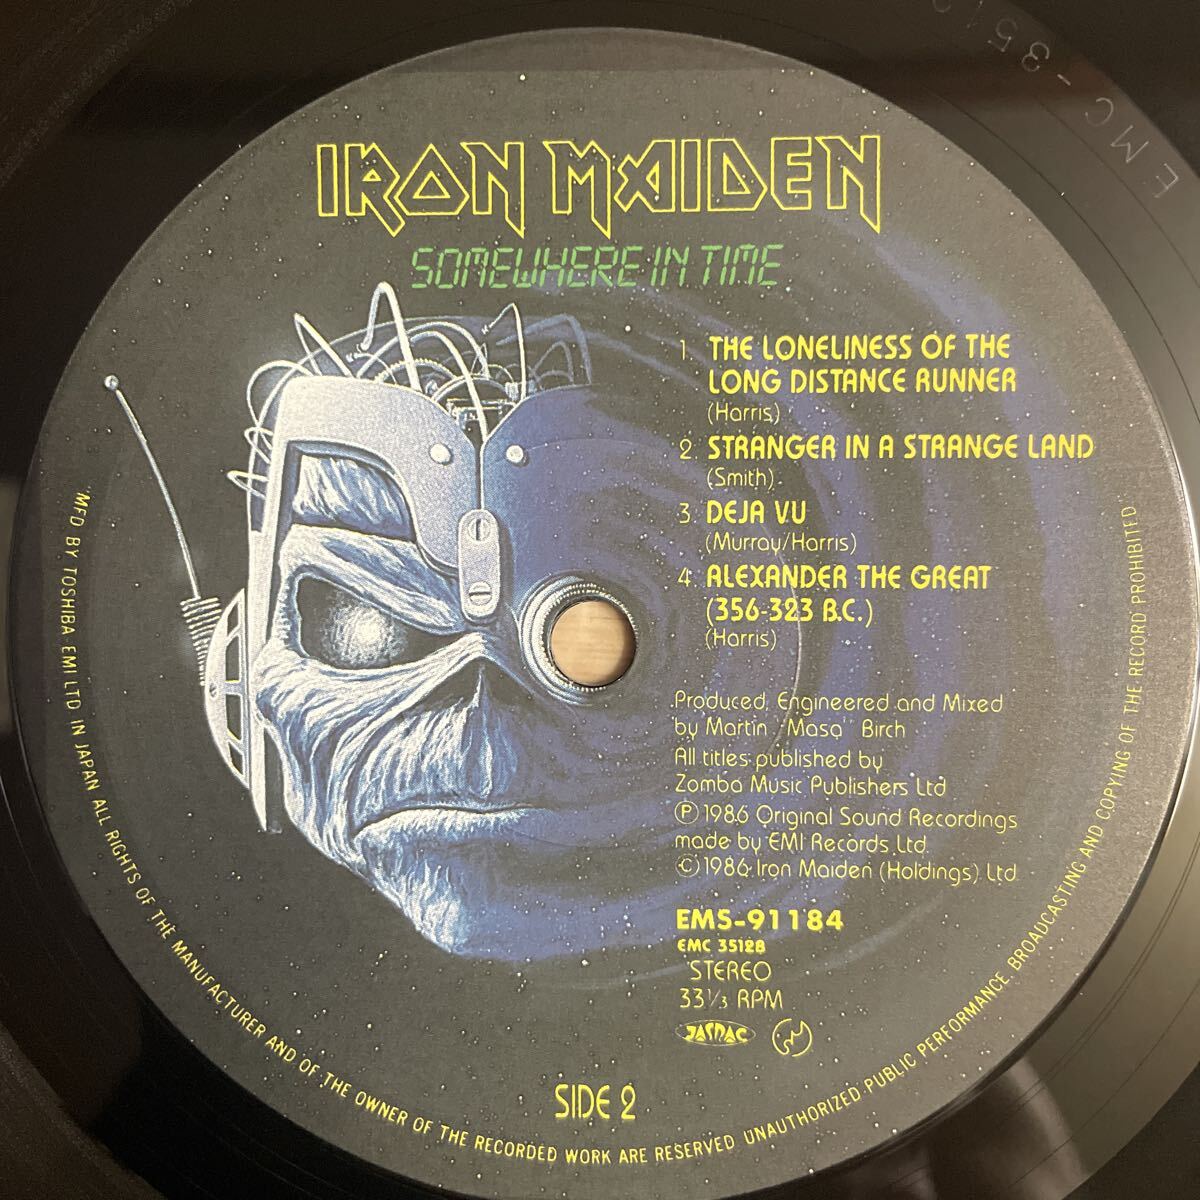 IRON MAIDEN
SOMEWHERE IN TIME
1. THE LONELINESS OF THE
LONG DISTANCE RUNNER
(Harris)
2. STRANGER IN A STRANGE LAND
(Smith)
3. DEJA VU
(Murray/Harris)
4. ALEXANDER THE GREAT
(356-323 B.C.)
(Harris)
Produced, Engineered and Mixed
by Martin "Masa" Birch
All titles published by
Zomba Music Publishers Ltd
Ⓟ 1986 Original Sound Recordings
made by EMI Records Ltd.
© 1986 Iron Maiden (Holdings) Ltd
EMS-91184
EMC 3512B
STEREO
33⅓ RPM
JASRAC
SIDE 2
MFD BY TOSHIBA EMI LTD IN JAPAN ALL RIGHTS OF THE MANUFACTURER AND OF THE OWNER OF THE RECORDED WORK ARE RESERVED UNAUTHORIZED PUBLIC PERFORMANCE BROADCASTING AND COPYING OF THE RECORD PROHIBITED
EMC-351